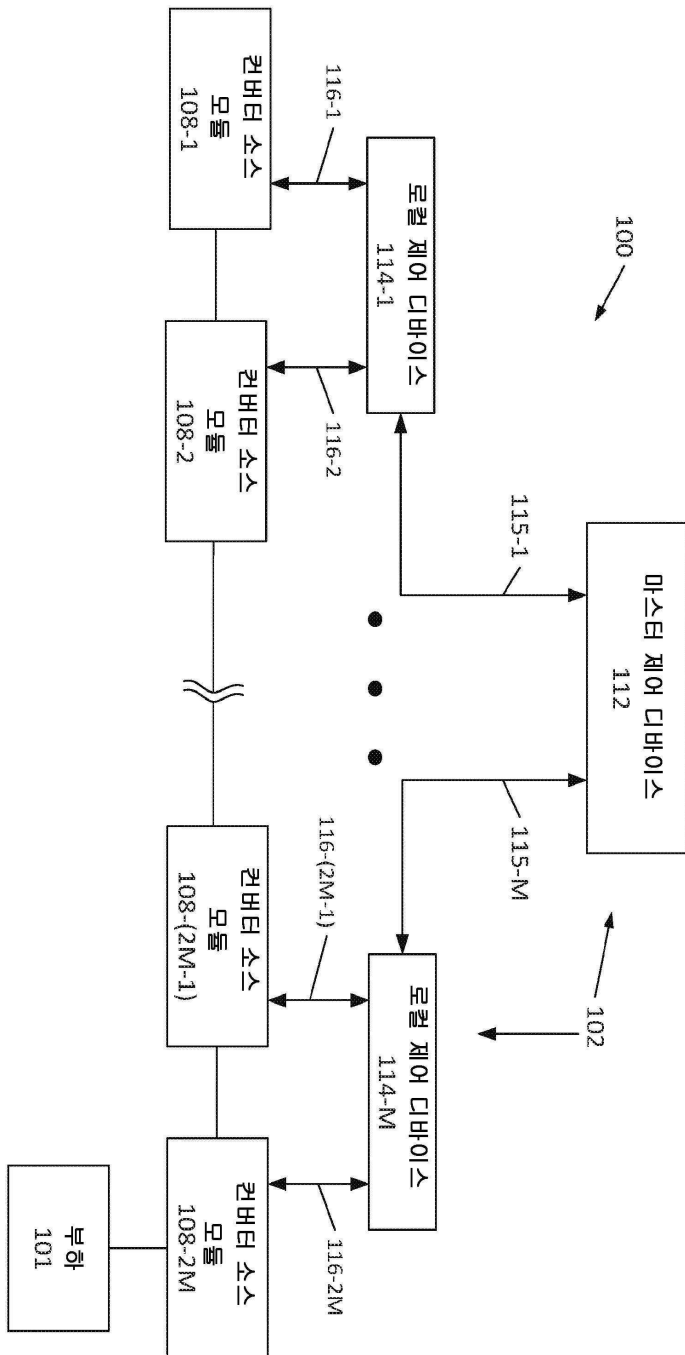 100
마스터 제어 디바이스
112
115-1
115-M
102
로컬 제어 디바이스
114-1
로컬 제어 디바이스
114-M
116-1
116-2
116-(2M-1)
116-2M
컨버터 소스
모듈
108-1
컨버터 소스
모듈
108-2
컨버터 소스
모듈
108-(2M-1)
컨버터 소스
모듈
108-2M
부하
101